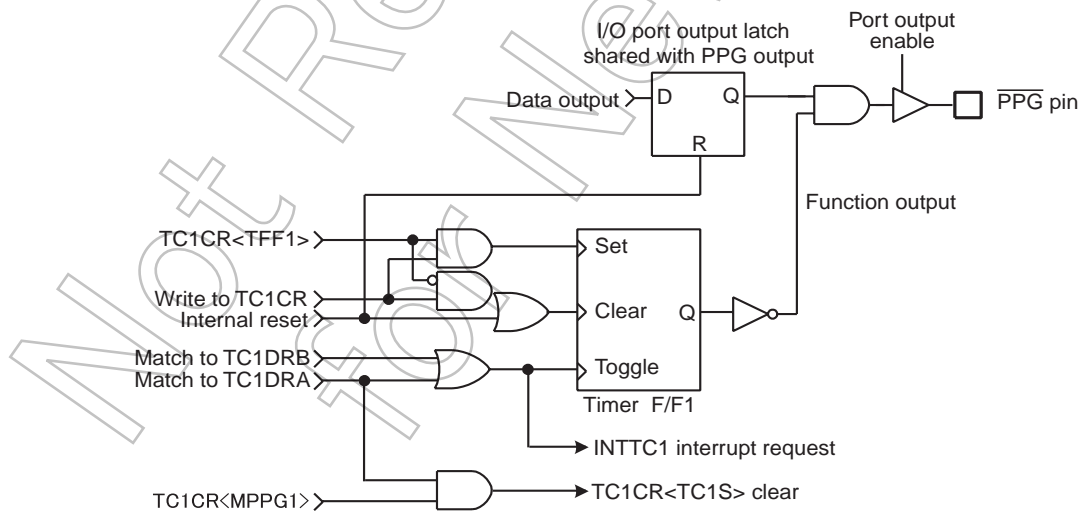 I/O port output latch
shared with PPG output
Port output
enable
Data output
D
Q
R
PPG pin
Function output
TC1CR<TFF1>
Write to TC1CR
Internal reset
Set
Clear
Q
Toggle
Match to TC1DRB
Match to TC1DRA
Timer F/F1
INTTC1 interrupt request
TC1CR<MPPG1>
TC1CR<TC1S> clear